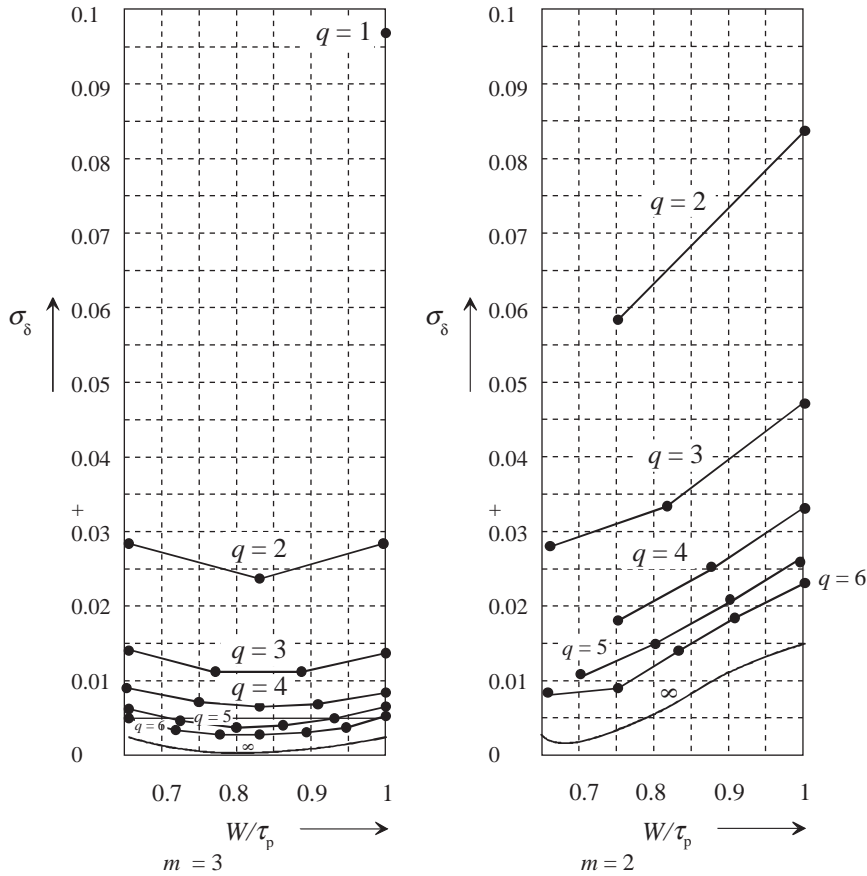 0.1
0.09
0.08
0.07
0.06
0.05
0.04
+
0.03
0.02
0.01
0
σδ
q = 1
q = 2
q = 3
q = 4
q = 5
q = 6
∞
0.7 0.8 0.9 1
W/τp
m = 3
0.1
0.09
0.08
0.07
0.06
0.05
0.04
+
0.03
0.02
0.01
0
σδ
q = 2
q = 3
q = 4
q = 6
q = 5
∞
0.7 0.8 0.9 1
W/τp
m = 2